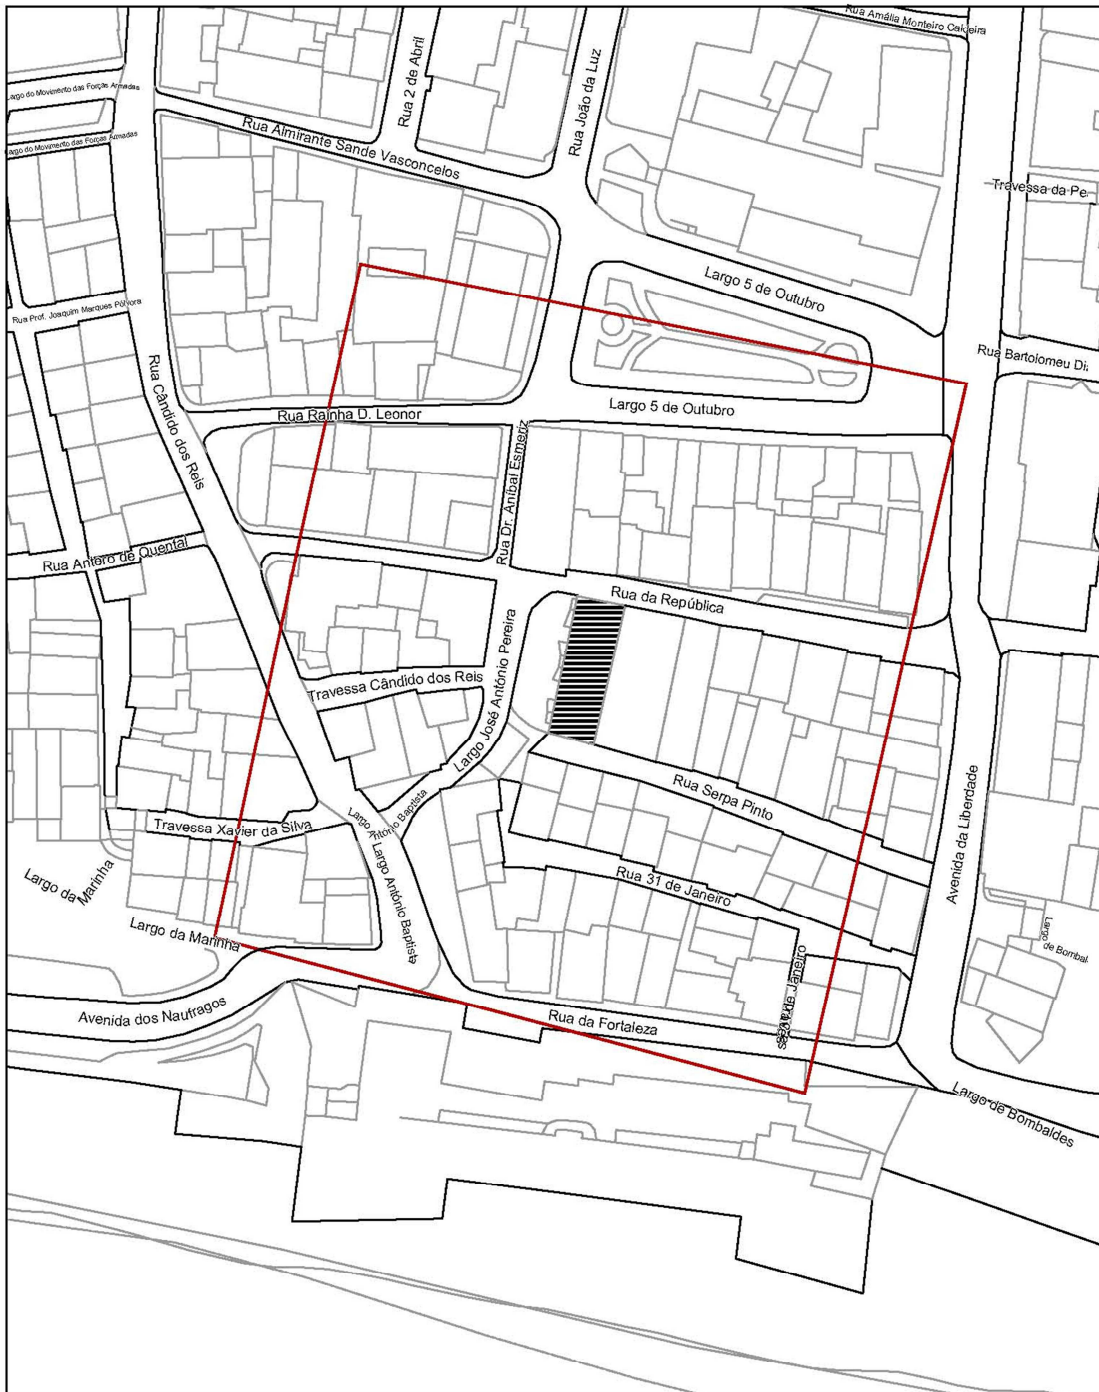 Rua Amália Monteiro Caldeira
Largo do Movimento das Forças Armadas
Rua 2 de Abril
Rua João da Luz
Rua Almirante Sande Vasconcelos
Largo do Movimento das Forças Armadas
Travessa da Pe
Largo 5 de Outubro
Rua Prof. Joaquim Marques Pólvora
Rua Bartolomeu Di
Rua Cândido dos Reis
Largo 5 de Outubro
Rua Rainha D. Leonor
Rua Dr. Aníbal Esmeriz
Rua Antero de Quental
Rua da República
Largo José António Pereira
Travessa Cândido dos Reis
Rua Serpa Pinto
Avenida da Liberdade
Largo António Baptista
Travessa Xavier da Silva
Largo António Baptista
Rua 31 de Janeiro
Largo da Marinha
Largo da Marinha
Largo
de Bombal
de Janeiro
Avenida dos Naufragos
Rua da Fortaleza
Largo de Bombaldes